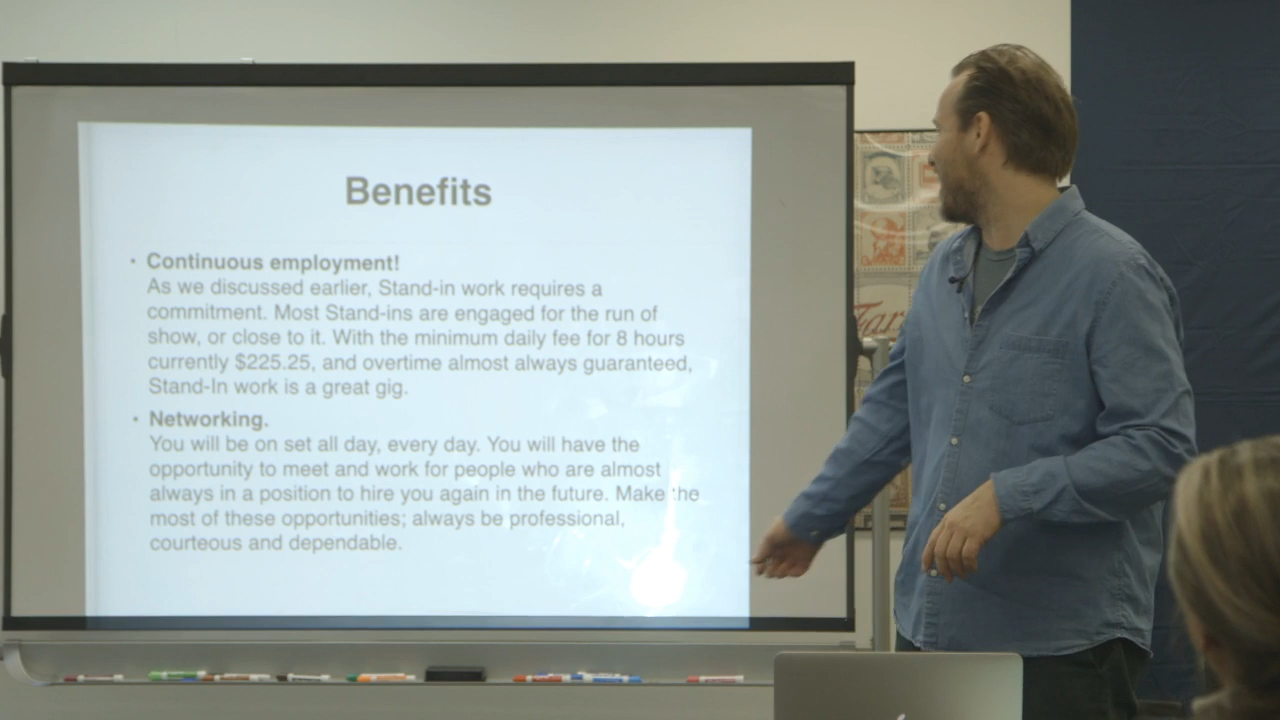 Benefits
• Continuous employment!
As we discussed earlier, Stand-in work requires a
commitment. Most Stand-ins are engaged for the run of
show, or close to it. With the minimum daily fee for 8 hours
currently $225.25, and overtime almost always guaranteed,
Stand-In work is a great gig.
• Networking.
You will be on set all day, every day. You will have the
opportunity to meet and work for people who are almost
always in a position to hire you again in the future. Make the
most of these opportunities; always be professional,
courteous and dependable.